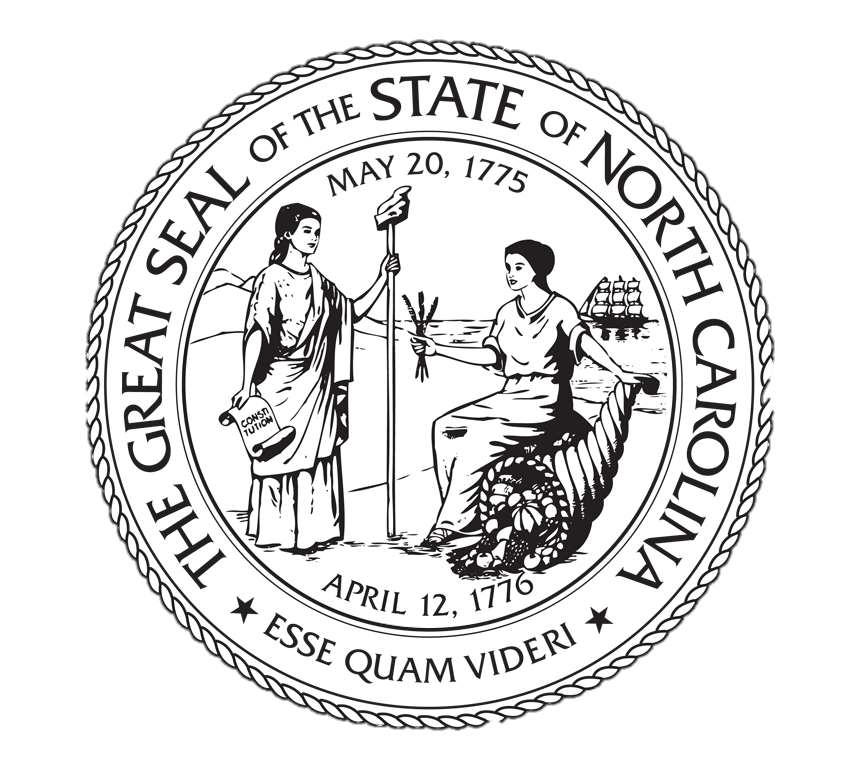 THE GREAT SEAL OF THE STATE OF NORTH CAROLINA
MAY 20, 1775
CONSTI
TUTION
APRIL 12, 1776
ESSE QUAM VIDERI